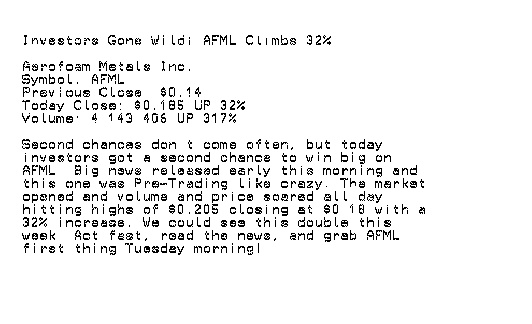 Investors Gone Wild! AFML Climbs 32%
Aerofoam Metals Inc.
Symbol. AFML
Previous Close $0.14
Today Close: $0.185 UP 32%
Volume: 4 143 406 UP 317%
Second chances don t come often, but today
investors got a second chance to win big on
AFML Big news released early this morning and
this one was Pre-Trading like crazy. The market
opened and volume and price soared all day
hitting highs of $0.205 closing at $0 18 with a
32% increase. We could see this double this
week Act fast, read the news, and grab AFML
first thing Tuesday morning!